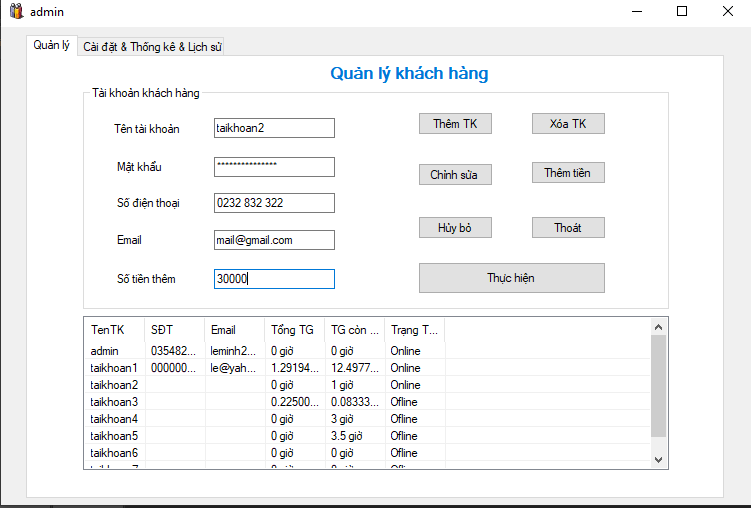 admin
Quản lý Cài đặt & Thống kê & Lịch sử
Quản lý khách hàng
Tài khoản khách hàng
Tên tài khoản taikhoan2 Thêm TK Xóa TK
Mật khẩu *************** Chỉnh sửa Thêm tiền
Số điện thoại 0232 832 322
Email mail@gmail.com Hủy bỏ Thoát
Số tiền thêm 30000 Thực hiện
TenTK SĐT Email Tổng TG TG còn ... Trạng T...
admin 035482... leminh2... 0 giờ 0 giờ Online
taikhoan1 000000... le@yah... 1.29194... 12.4977... Online
taikhoan2 0 giờ 1 giờ Online
taikhoan3 0.22500... 0.08333... Ofline
taikhoan4 0 giờ 3 giờ Ofline
taikhoan5 0 giờ 3.5 giờ Ofline
taikhoan6 0 giờ 0 giờ Ofline